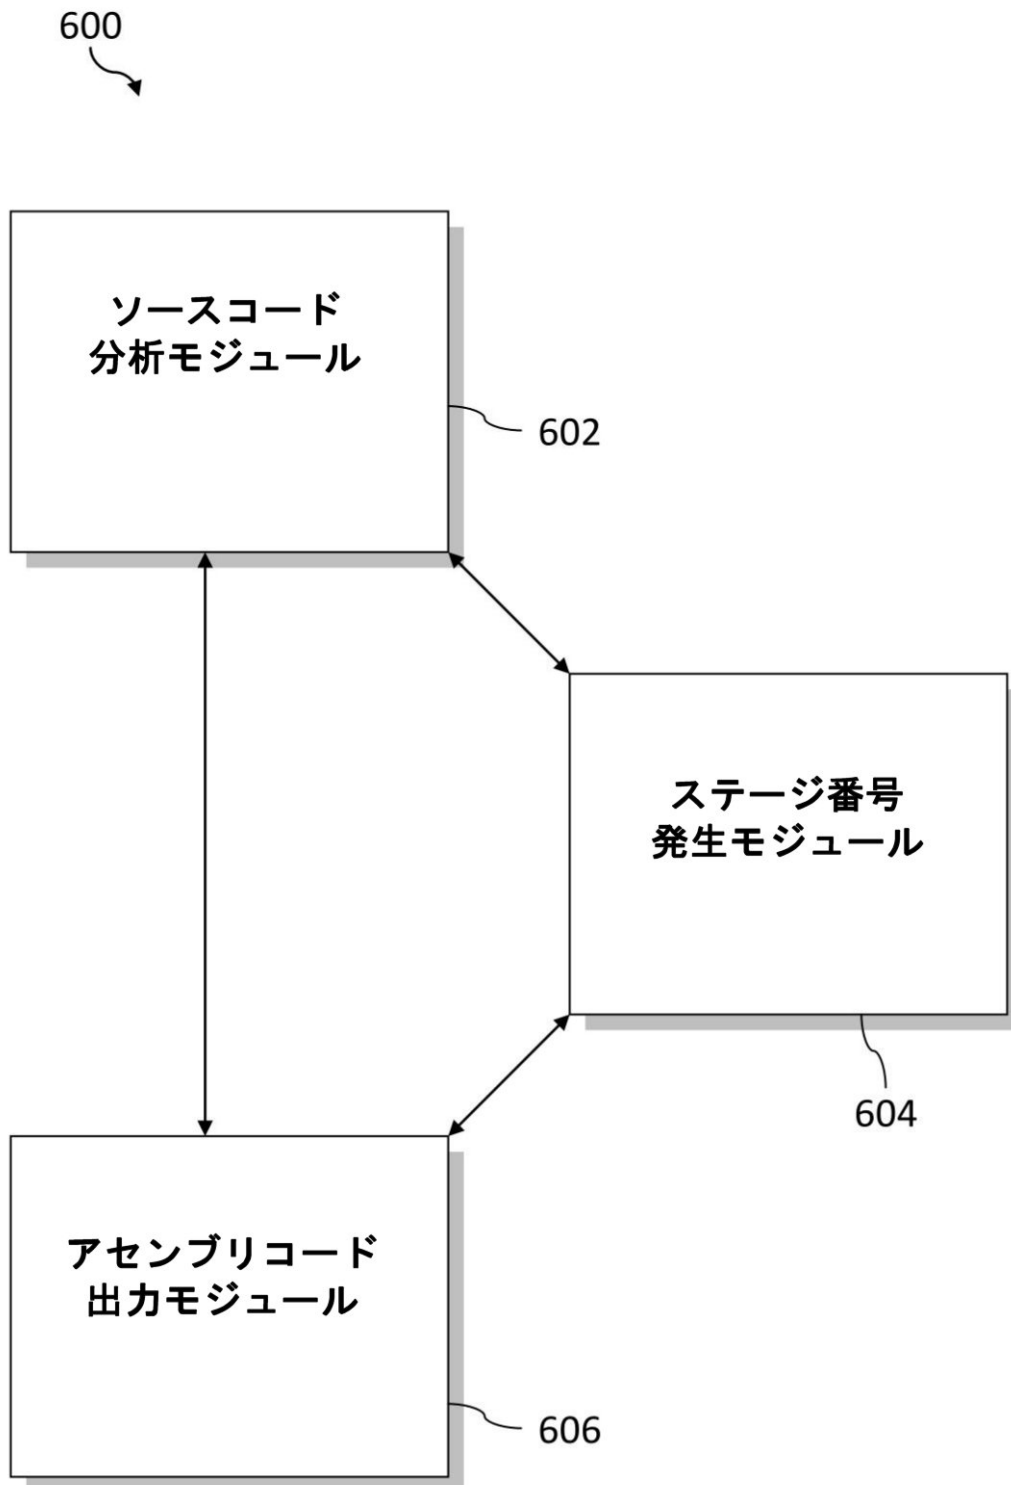 600
ソースコード
分析モジュール
602
ステージ番号
発生モジュール
604
アセンブリコード
出力モジュール
606